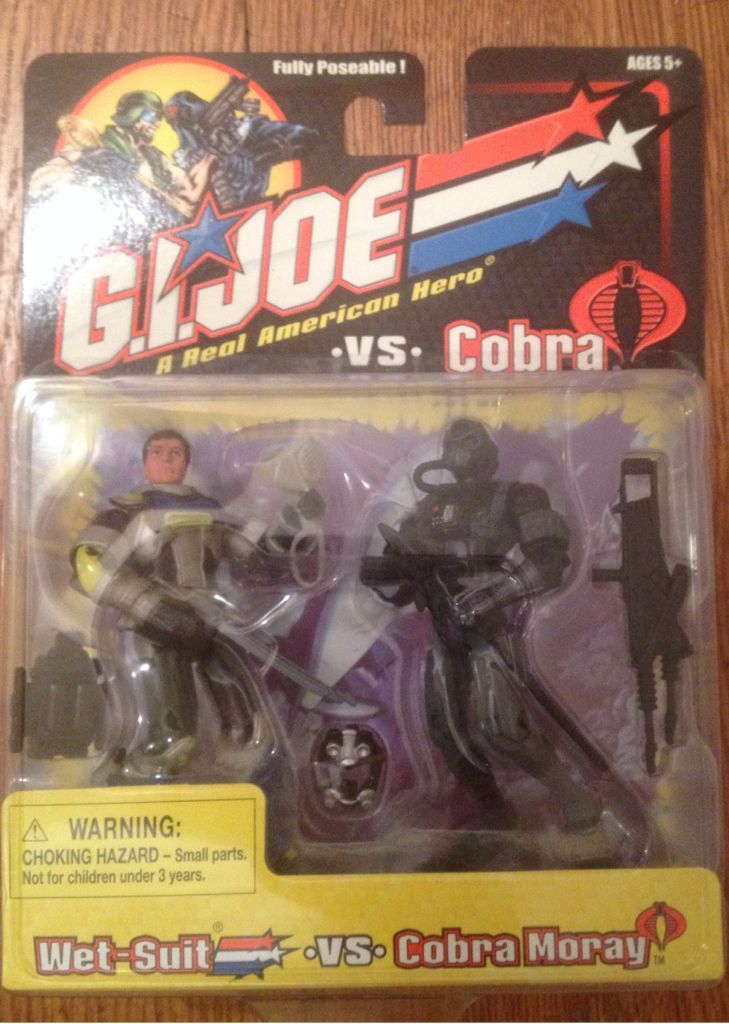 Fully Poseable !
AGES 5+
G.I.JOE
A Real American Hero®
·VS· Cobra
WARNING:
CHOKING HAZARD – Small parts.
Not for children under 3 years.
Wet-Suit® ·VS· Cobra Moray™